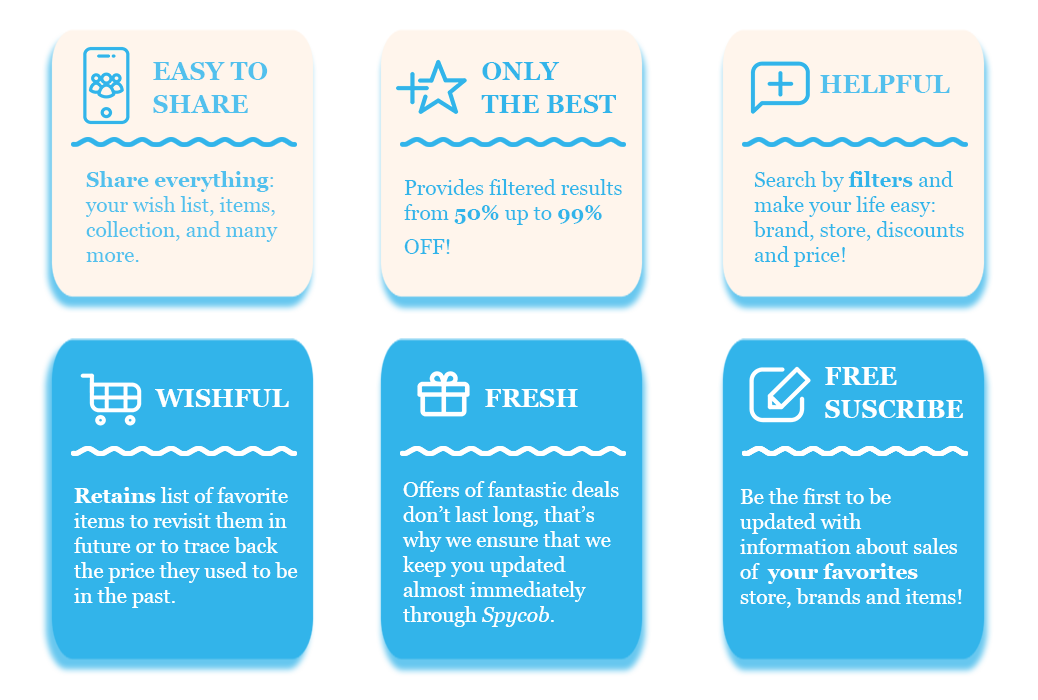 EASY TO
SHARE
Share everything:
your wish list, items,
collection, and many
more.
ONLY
THE BEST
Provides filtered results
from 50% up to 99%
OFF!
HELPFUL
Search by filters and
make your life easy:
brand, store, discounts
and price!
WISHFUL
Retains list of favorite
items to revisit them in
future or to trace back
the price they used to be
in the past.
FRESH
Offers of fantastic deals
don’t last long, that’s
why we ensure that we
keep you updated
almost immediately
through Spycob.
FREE
SUSCRIBE
Be the first to be
updated with
information about sales
of your favorites
store, brands and items!